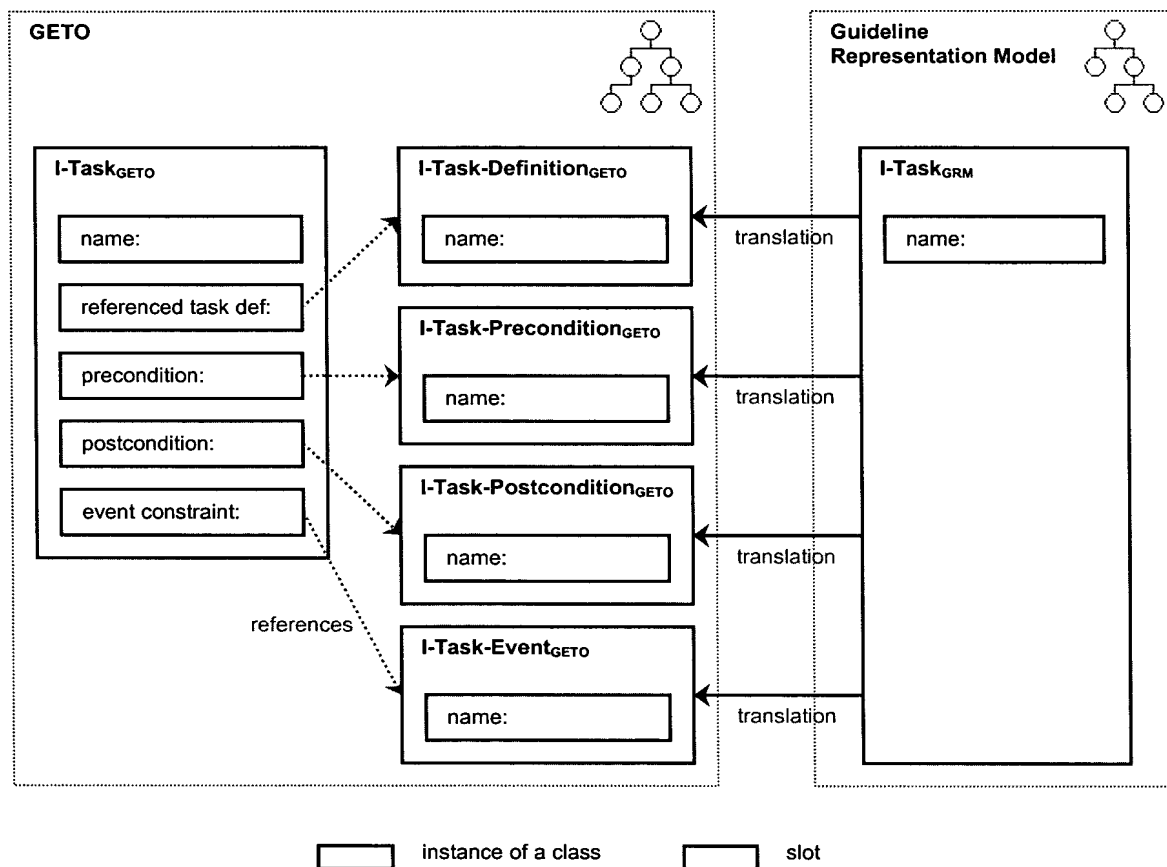 GETO
Guideline
Representation Model
I-TaskGETO
name:
referenced task def:
precondition:
postcondition:
event constraint:
references
I-Task-DefinitionGETO
name:
I-Task-PreconditionGETO
name:
I-Task-PostconditionGETO
name:
I-Task-EventGETO
name:
translation
translation
translation
translation
I-TaskGRM
name:
instance of a class
slot